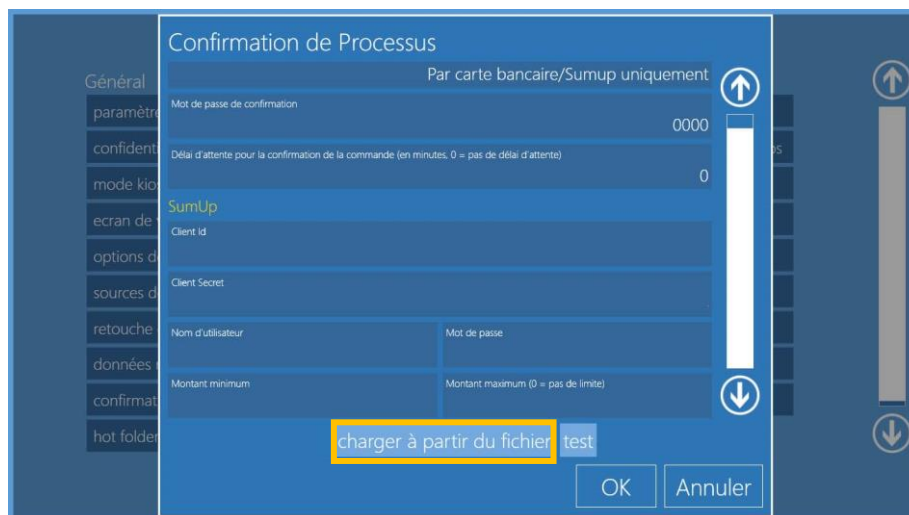 Confirmation de Processus
Par carte bancaire/Sumup uniquement
Général
Mot de passe de confirmation
paramètre
0000
confident
Délai d'attente pour la confirmation de la commande (en minutes, 0 = pas de délai d'attente)
os
0
mode kio
SumUp
ecran de
Client Id
options d
Client Secret
sources d
retouche
Nom d'utilisateur
Mot de passe
données
Montant minimum
Montant maximum (0 = pas de limite)
confirmat
hot folder
charger à partir du fichier
test
OK
Annuler